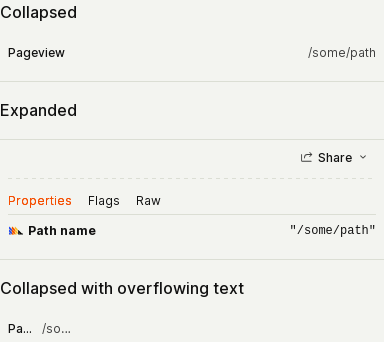 Collapsed
Pageview /some/path
Expanded
Share
Properties Flags Raw
Path name "/some/path"
Collapsed with overflowing text
Pa... /so...